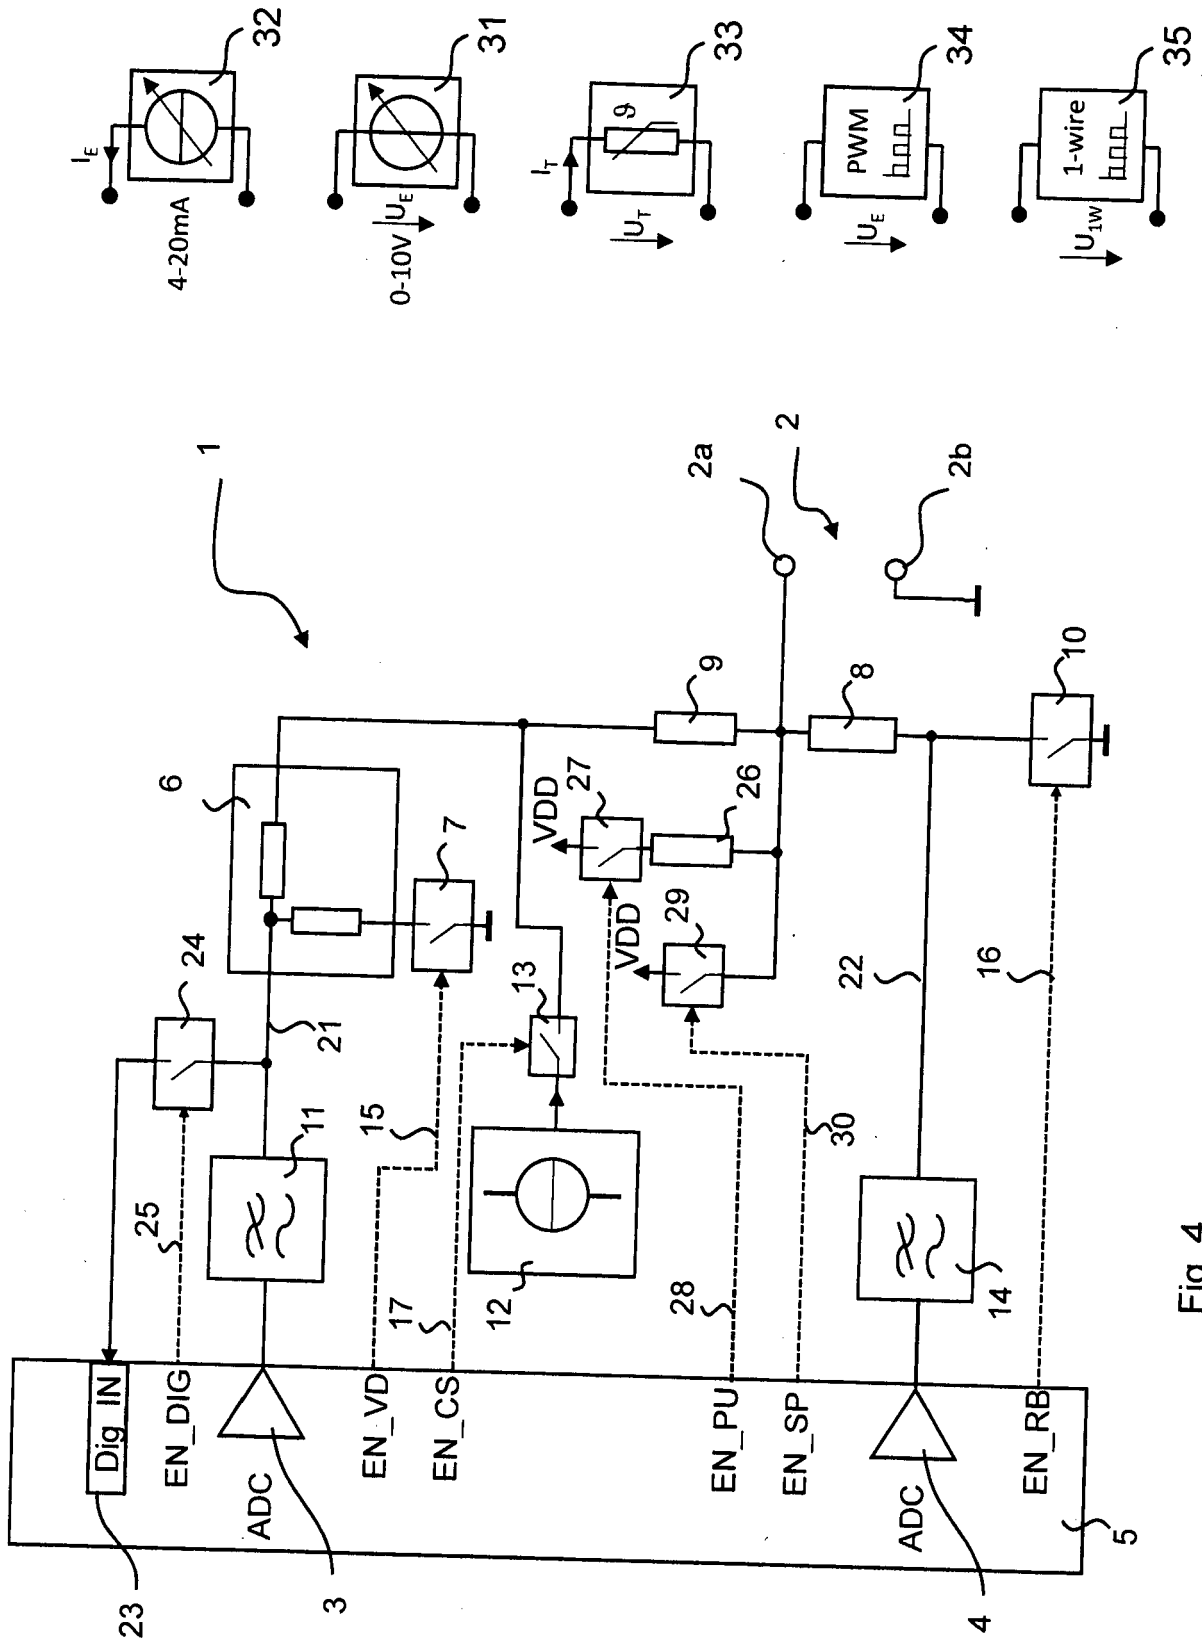 23
Dig_IN
EN_DIG
25
24
ADC
3
11
21
6
1
EN_VD
15
7
EN_CS
17
12
13
EN_PU
28
VDD
27
26
9
EN_SP
30
VDD
29
2a
2
2b
ADC
4
14
22
8
EN_RB
16
10
5
I_E
32
4-20mA
31
0-10V
U_E
I_T
33
ϑ
U_T
34
PWM
U_E
35
1-wire
U_1W
Fig. 4